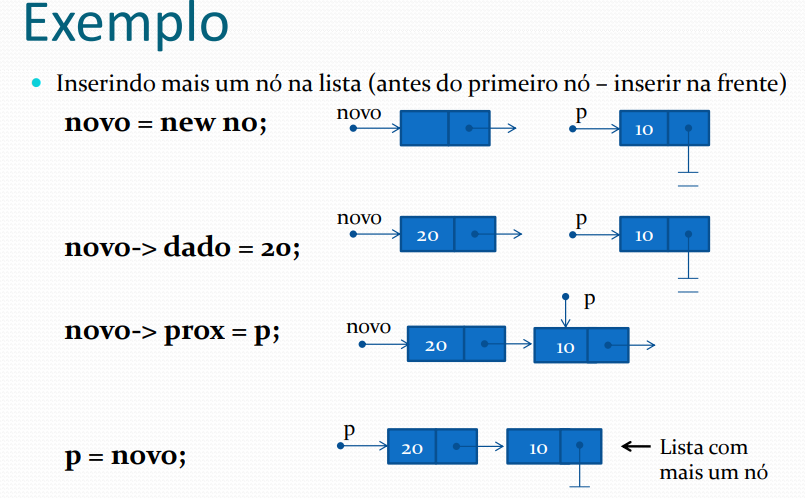 Exemplo
• Inserindo mais um nó na lista (antes do primeiro nó – inserir na frente)
novo = new no;
novo
p
10
novo-> dado = 20;
novo
20
p
10
novo-> prox = p;
novo
20
p
10
p = novo;
p
20
10
Lista com
mais um nó